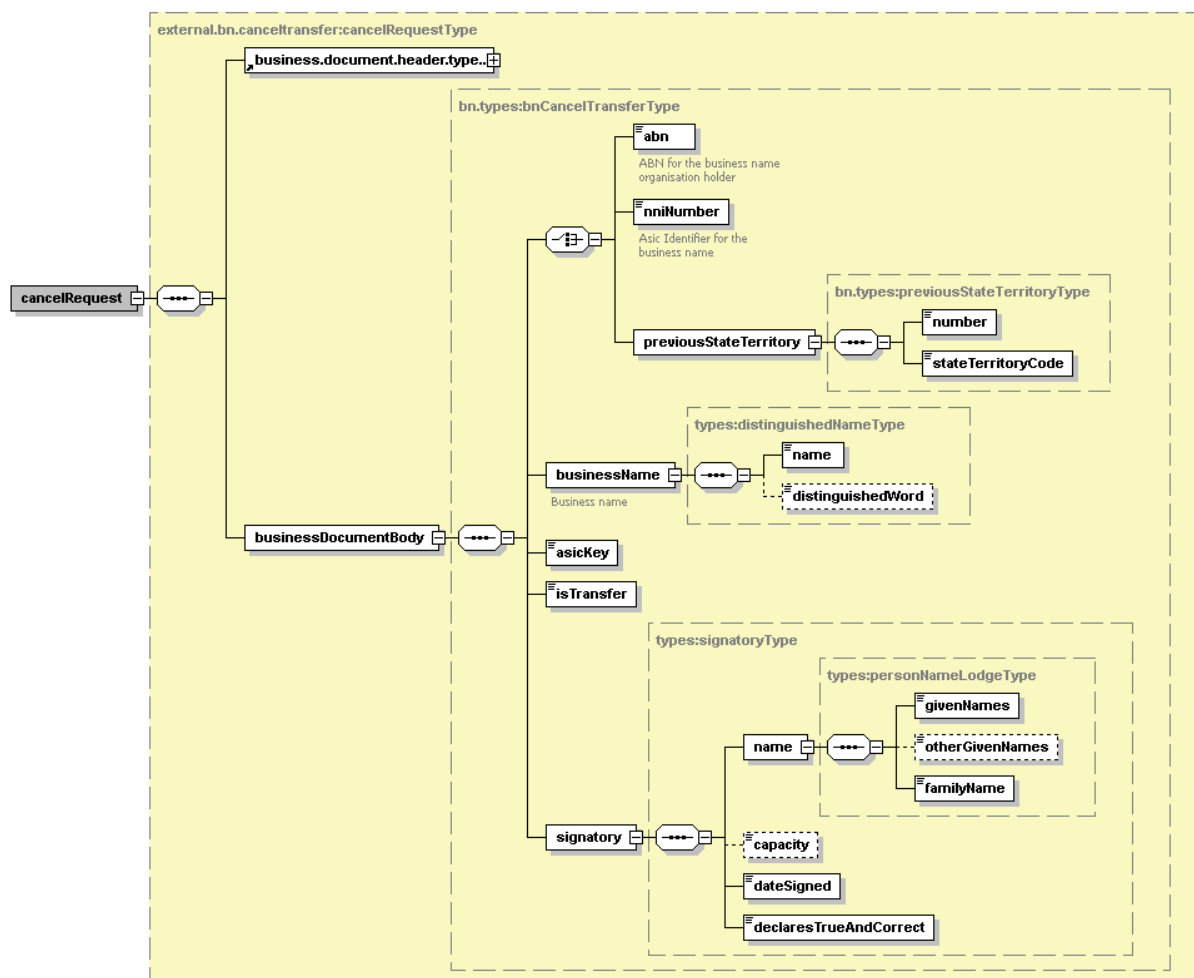 external.bn.canceltransfer:cancelRequestType
business.document.header.type..
bn.types:bnCancelTransferType
abn
ABN for the business name
organisation holder
nniNumber
Asic Identifier for the
business name
bn.types:previousStateTerritoryType
number
cancelRequest
previousStateTerritory
stateTerritoryCode
types:distinguishedNameType
name
businessName
distinguishedWord
Business name
businessDocumentBody
asicKey
isTransfer
types:signatoryType
types:personNameLodgeType
givenNames
name
otherGivenNames
familyName
signatory
capacity
dateSigned
declaresTrueAndCorrect